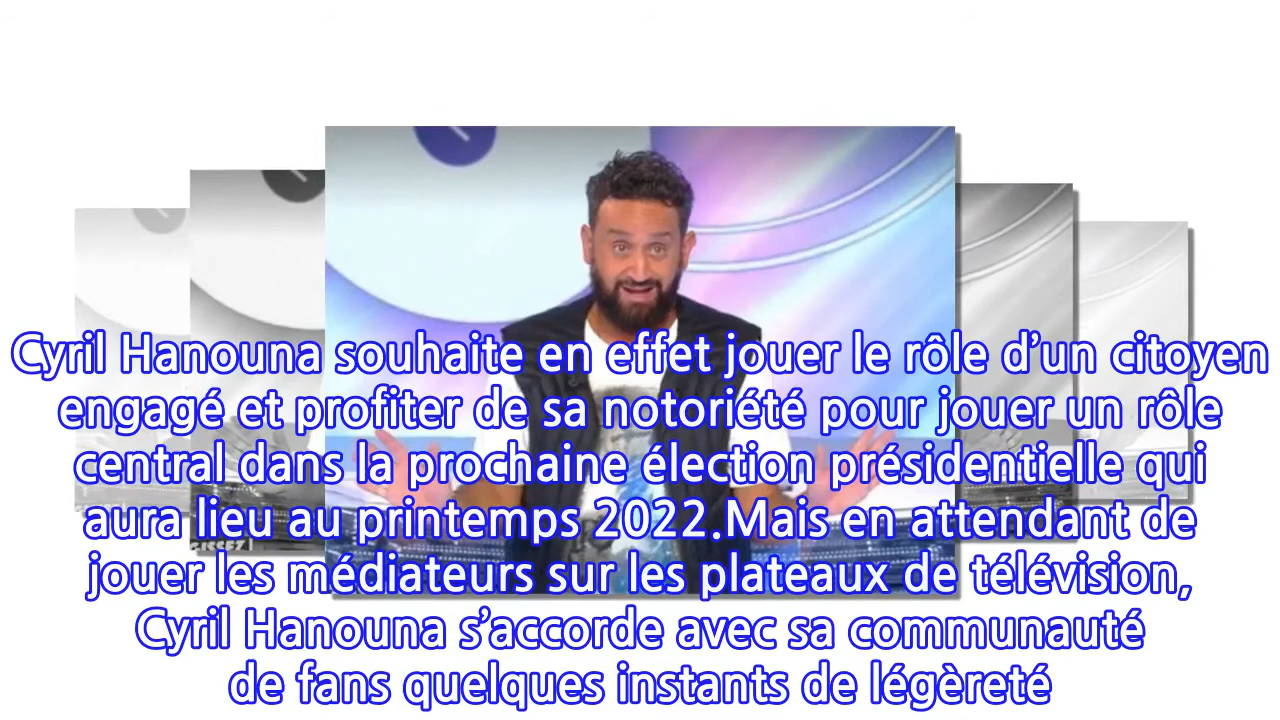 Cyril Hanouna souhaite en effet jouer le rôle d’un citoyen
engagé et profiter de sa notoriété pour jouer un rôle
central dans la prochaine élection présidentielle qui
aura lieu au printemps 2022.Mais en attendant de
jouer les médiateurs sur les plateaux de télévision,
Cyril Hanouna s’accorde avec sa communauté
de fans quelques instants de légèreté